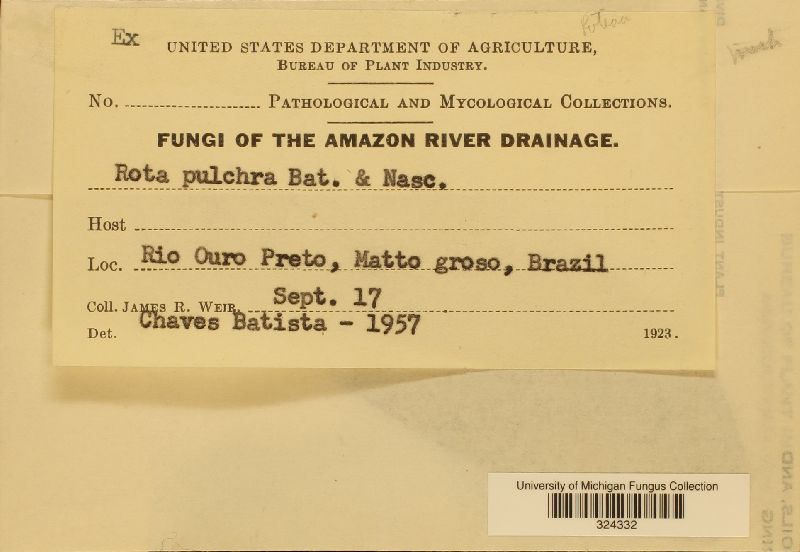 Ex
UNITED STATES DEPARTMENT OF AGRICULTURE,
BUREAU OF PLANT INDUSTRY.
No. PATHOLOGICAL AND MYCOLOGICAL COLLECTIONS.
FUNGI OF THE AMAZON RIVER DRAINAGE.
Rota pulchra Bat. & Nasc.
Host
Loc. Rio Ouro Preto, Matto groso, Brazil
Coll. JAMES R. WEIR, Sept. 17
Det. Chaves Batista - 1957 1923.
PLANT INDUST
University of Michigan Fungus Collection
324332